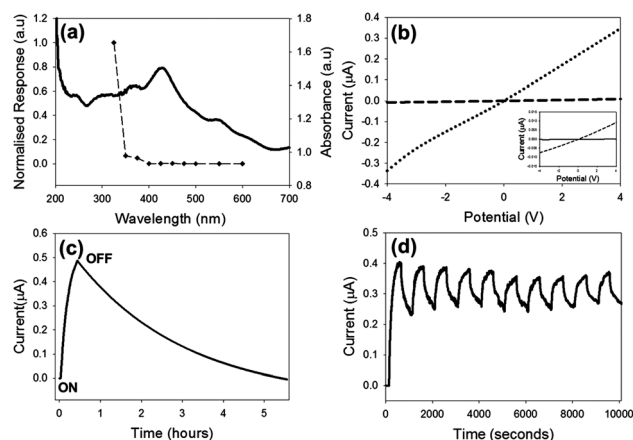 (a)
Normalised Response (a.u)
1.2
1.0
0.8
0.6
0.4
0.2
0.0
Absorbance (a.u)
1.8
1.6
1.4
1.2
1.0
0.8
200 300 400 500 600 700
Wavelength (nm)
(b)
Current (µA)
0.4
0.3
0.2
0.1
0.0
-0.1
-0.2
-0.3
-0.4
-4 -2 0 2 4
Potential (V)
Current (µA)
-4 -2 0 2 4
Potential (V)
(c)
Current(µA)
0.6
0.5
0.4
0.3
0.2
0.1
0.0
OFF
ON
0 1 2 3 4 5
Time (hours)
(d)
Current (µA)
0.5
0.4
0.3
0.2
0.1
0.0
0 2000 4000 6000 8000 10000
Time (seconds)